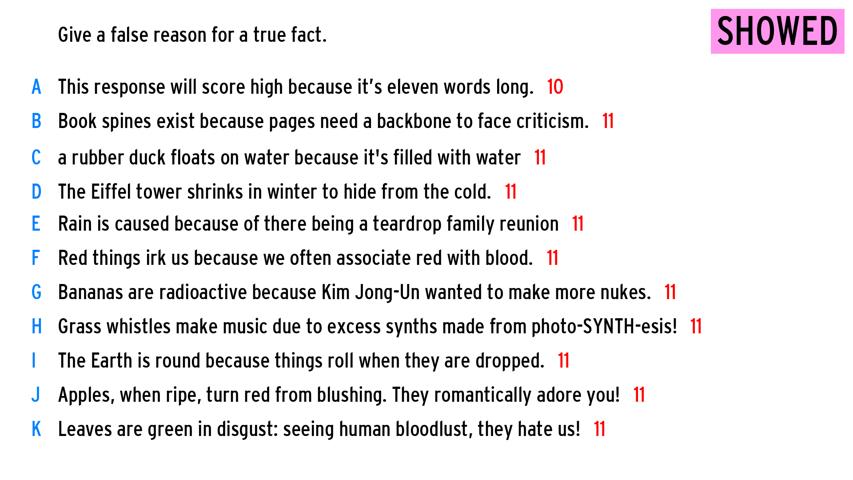 Give a false reason for a true fact.
SHOWED
A This response will score high because it's eleven words long. 10
B Book spines exist because pages need a backbone to face criticism. 11
C a rubber duck floats on water because it's filled with water 11
D The Eiffel tower shrinks in winter to hide from the cold. 11
E Rain is caused because of there being a teardrop family reunion 11
F Red things irk us because we often associate red with blood. 11
G Bananas are radioactive because Kim Jong-Un wanted to make more nukes. 11
H Grass whistles make music due to excess synths made from photo-SYNTH-esis! 11
I The Earth is round because things roll when they are dropped. 11
J Apples, when ripe, turn red from blushing. They romantically adore you! 11
K Leaves are green in disgust: seeing human bloodlust, they hate us! 11